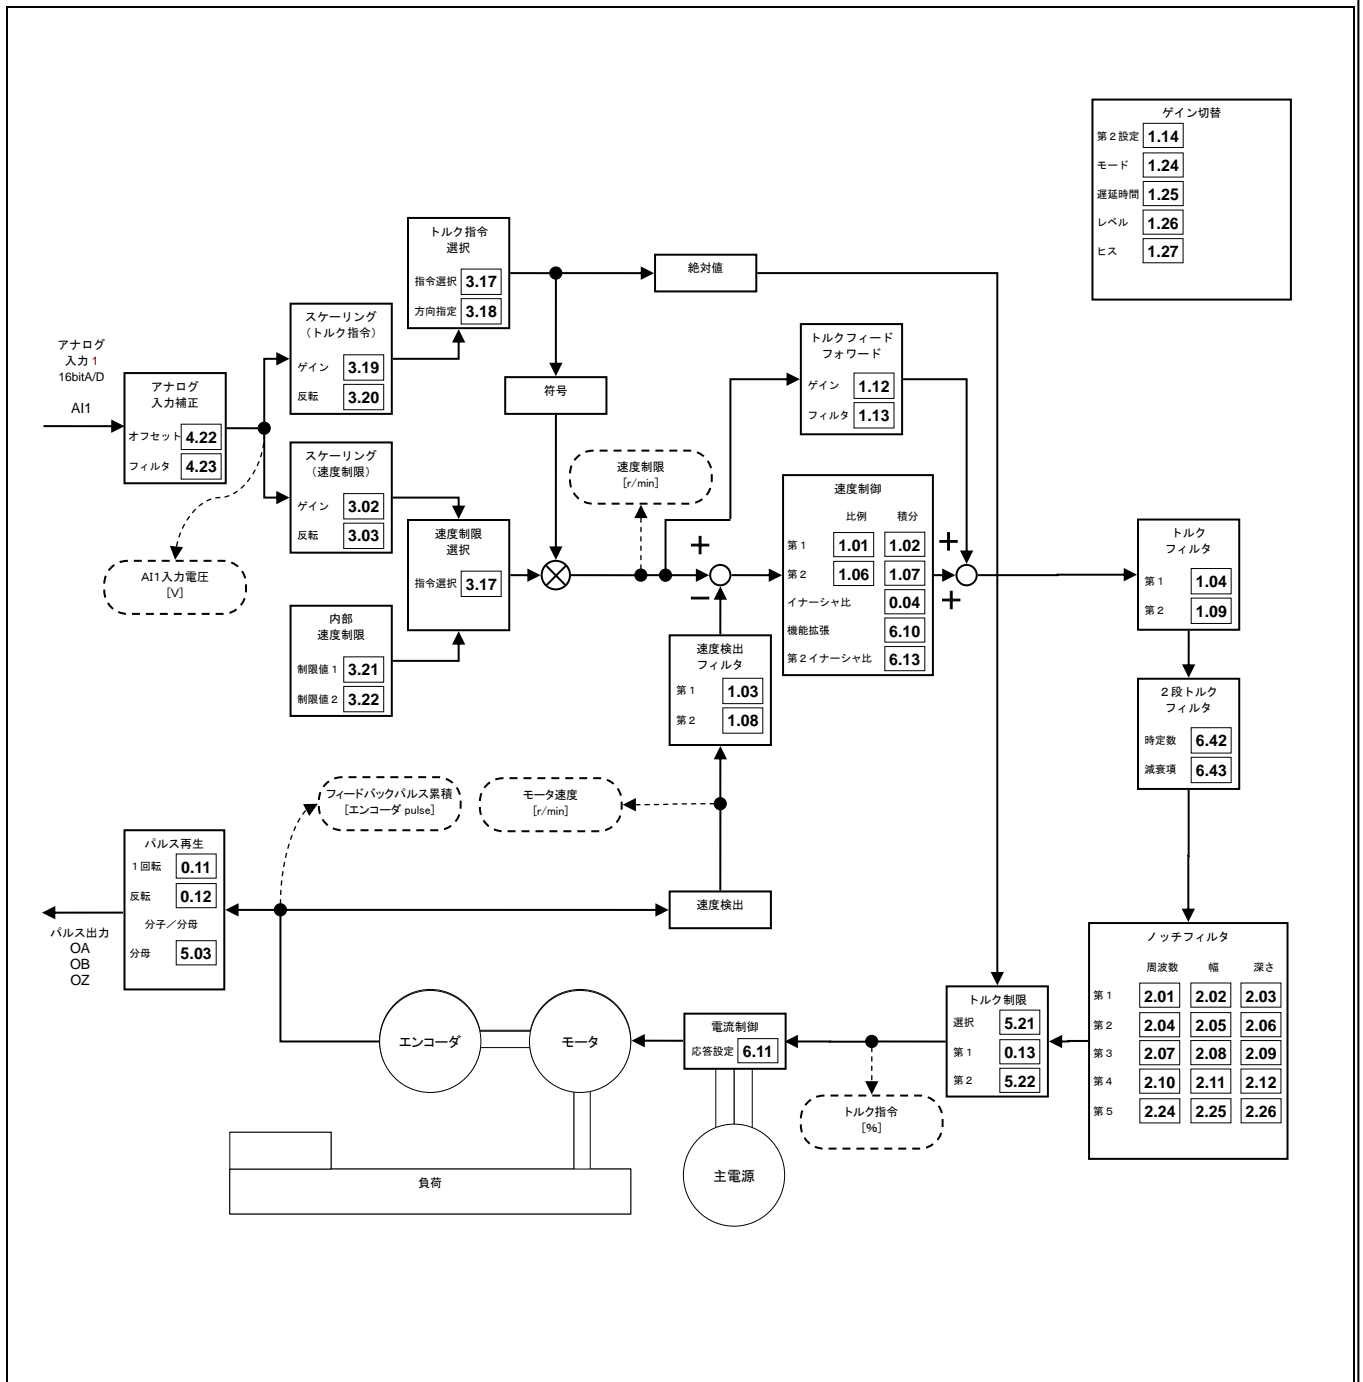 ゲイン切替
第２設定 1.14
モード 1.24
遅延時間 1.25
レベル 1.26
ヒス 1.27
トルク指令
選択
指令選択 3.17
方向指定 3.18
絶対値
スケーリング
（トルク指令）
ゲイン 3.19
反転 3.20
トルクフィード
フォワード
ゲイン 1.12
フィルタ 1.13
アナログ
入力1
16bitA/D
AI1
アナログ
入力補正
オフセット 4.22
フィルタ 4.23
符号
スケーリング
（速度制限）
ゲイン 3.02
反転 3.03
速度制限
[r/min]
速度制御
比例 積分
第１ 1.01 1.02
第２ 1.06 1.07
イナーシャ比 0.04
機能拡張 6.10
第２イナーシャ比 6.13
速度制限
選択
指令選択 3.17
+
−
+
+
トルク
フィルタ
第１ 1.04
第２ 1.09
AI1入力電圧
[V]
内部
速度制限
制限値１ 3.21
制限値２ 3.22
速度検出
フィルタ
第１ 1.03
第２ 1.08
２段トルク
フィルタ
時定数 6.42
減衰項 6.43
フィードバックパルス累積
[エンコーダ pulse]
モータ速度
[r/min]
パルス再生
１回転 0.11
反転 0.12
分子／分母
分母 5.03
パルス出力
OA
OB
OZ
速度検出
ノッチフィルタ
周波数 幅 深さ
第１ 2.01 2.02 2.03
第２ 2.04 2.05 2.06
第３ 2.07 2.08 2.09
第４ 2.10 2.11 2.12
第５ 2.24 2.25 2.26
トルク制限
選択 5.21
第１ 0.13
第２ 5.22
電流制御
応答設定 6.11
エンコーダ
モータ
トルク指令
[%]
主電源
負荷